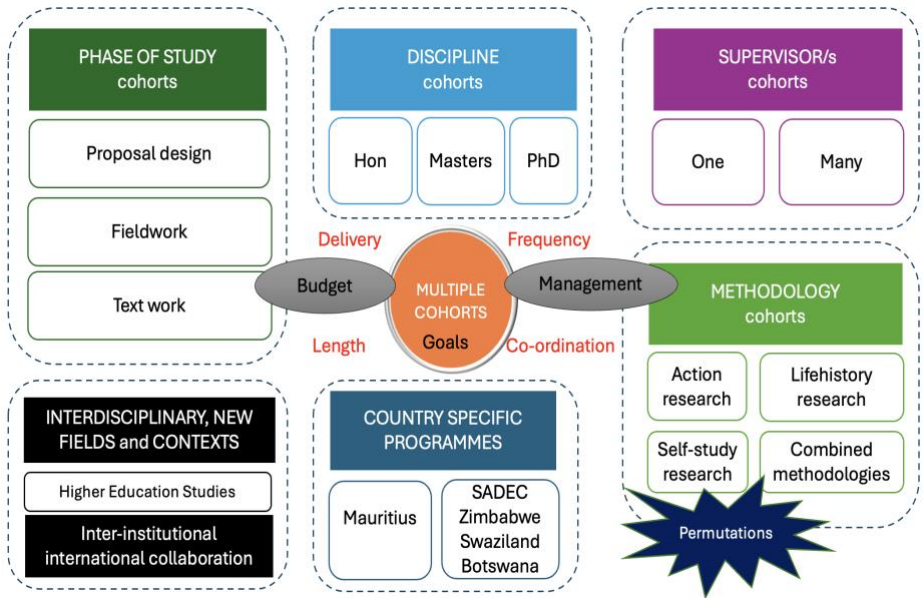 PHASE OF STUDY
cohorts
Proposal design
Fieldwork
Text work
DISCIPLINE
cohorts
Hon
Masters
PhD
SUPERVISOR/s
cohorts
One
Many
Delivery
Frequency
Budget
MULTIPLE
COHORTS
Goals
Management
Length
Co-ordination
METHODOLOGY
cohorts
Action
research
Lifehistory
research
Self-study
research
Combined
methodologies
Permutations
INTERDISCIPLINARY, NEW
FIELDS and CONTEXTS
Higher Education Studies
Inter-institutional
international collaboration
COUNTRY SPECIFIC
PROGRAMMES
Mauritius
SADEC
Zimbabwe
Swaziland
Botswana